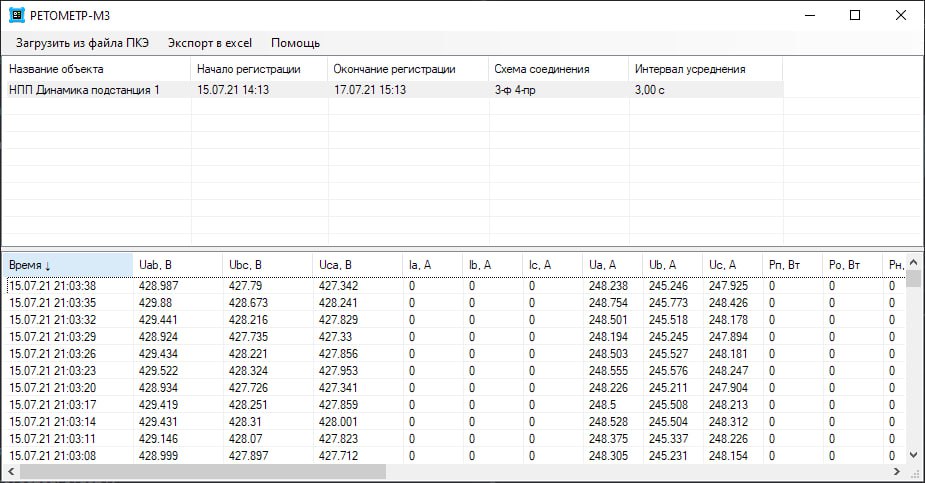 РЕТОМЕТР-М3
Загрузить из файла ПКЭ Экспорт в excel Помощь
Название объекта Начало регистрации Окончание регистрации Схема соединения Интервал усреднения
НПП Динамика подстанция 1 15.07.21 14:13 17.07.21 15:13 3-ф 4-пр 3,00 с
Время ↓ Uab, В Ubc, В Uca, В Ia, А Ib, А Ic, А Ua, А Ub, А Uc, А Pп, Вт Pо, Вт Pн,
15.07.21 21:03:38 428.987 427.79 427.342 0 0 0 248.238 245.246 247.925 0 0 0
15.07.21 21:03:35 429.88 428.673 428.241 0 0 0 248.754 245.773 248.426 0 0 0
15.07.21 21:03:32 429.441 428.216 427.829 0 0 0 248.501 245.518 248.178 0 0 0
15.07.21 21:03:29 428.924 427.735 427.33 0 0 0 248.194 245.245 247.894 0 0 0
15.07.21 21:03:26 429.434 428.221 427.856 0 0 0 248.503 245.527 248.181 0 0 0
15.07.21 21:03:23 429.522 428.324 427.953 0 0 0 248.555 245.576 248.247 0 0 0
15.07.21 21:03:20 428.934 427.726 427.341 0 0 0 248.226 245.211 247.904 0 0 0
15.07.21 21:03:17 429.419 428.251 427.859 0 0 0 248.5 245.508 248.213 0 0 0
15.07.21 21:03:14 429.431 428.31 428.001 0 0 0 248.528 245.504 248.312 0 0 0
15.07.21 21:03:11 429.146 428.07 427.823 0 0 0 248.375 245.337 248.226 0 0 0
15.07.21 21:03:08 428.999 427.897 427.712 0 0 0 248.305 245.231 248.154 0 0 0